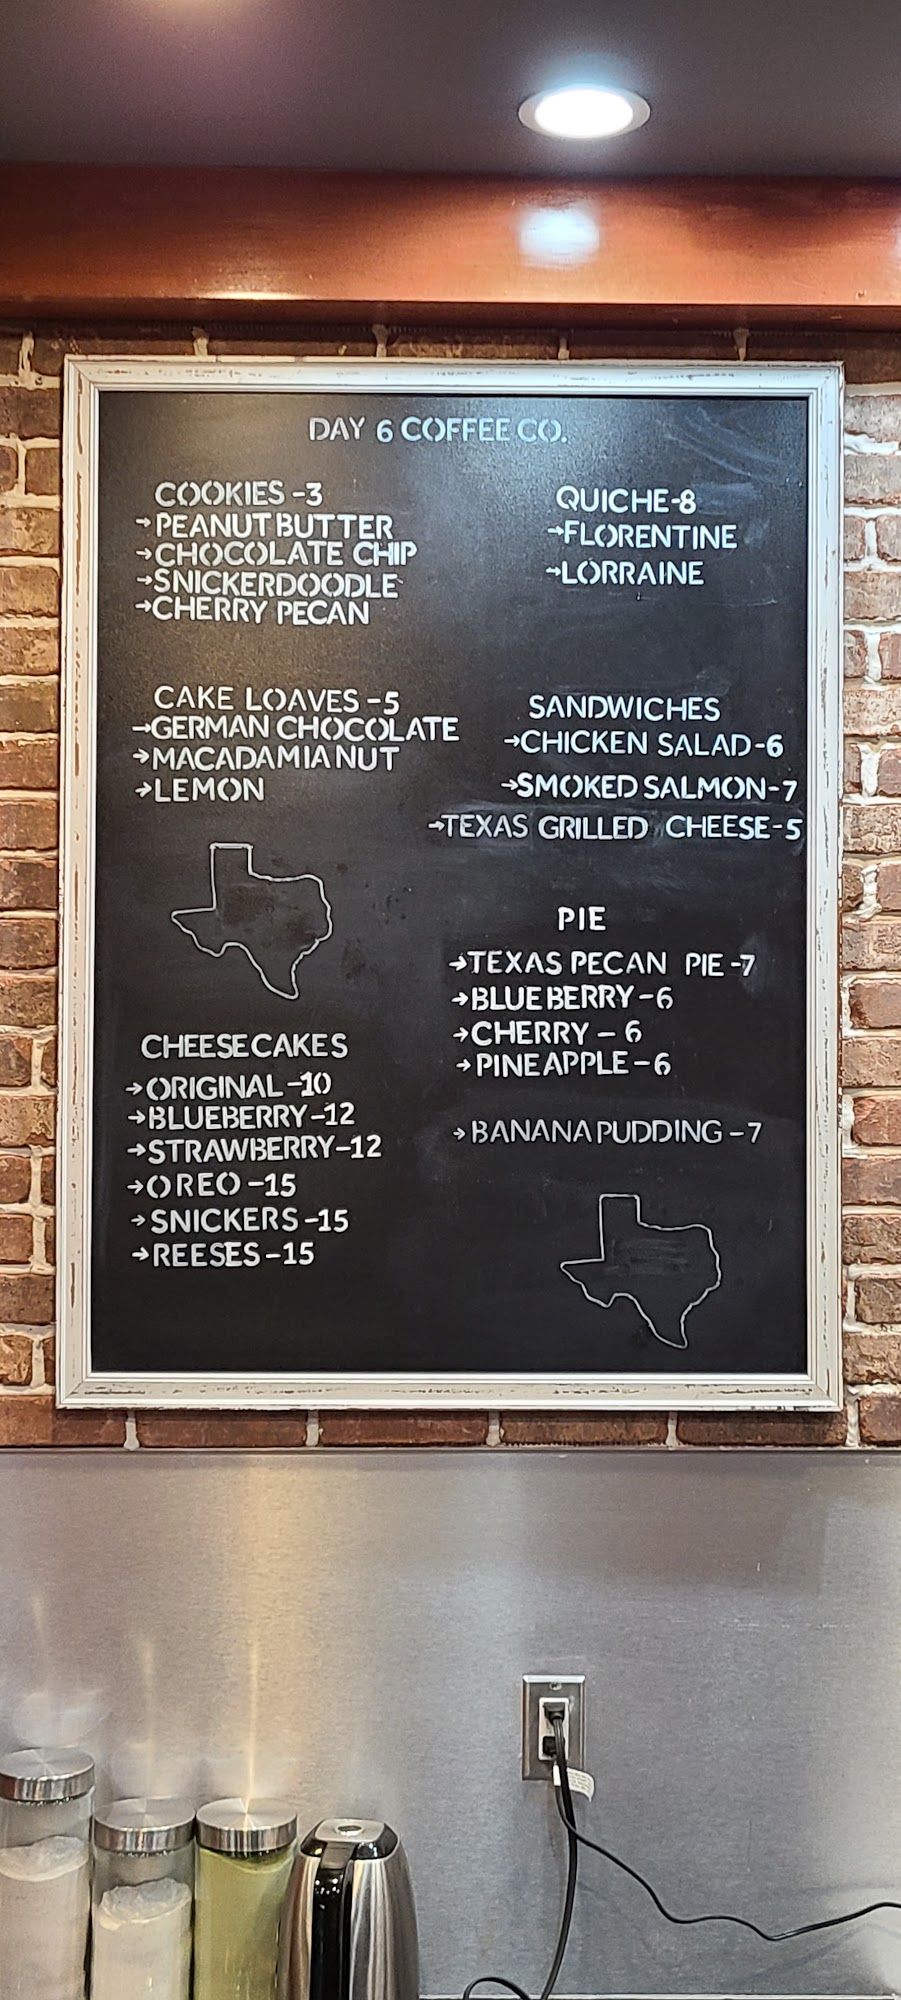 DAY 6 COFFEE CO.
COOKIES -3
→PEANUT BUTTER
→CHOCOLATE CHIP
→SNICKERDOODLE
→CHERRY PECAN
CAKE LOAVES -5
→GERMAN CHOCOLATE
→MACADAMIA NUT
→LEMON
CHEESECAKES
→ORIGINAL -10
→BLUEBERRY -12
→STRAWBERRY -12
→OREO -15
→SNICKERS -15
→REESES -15
QUICHE -8
→FLORENTINE
→LORRAINE
SANDWICHES
→CHICKEN SALAD -6
→SMOKED SALMON -7
→TEXAS GRILLED CHEESE -5
PIE
→TEXAS PECAN PIE -7
→BLUEBERRY -6
→CHERRY - 6
→PINEAPPLE -6
→BANANA PUDDING -7